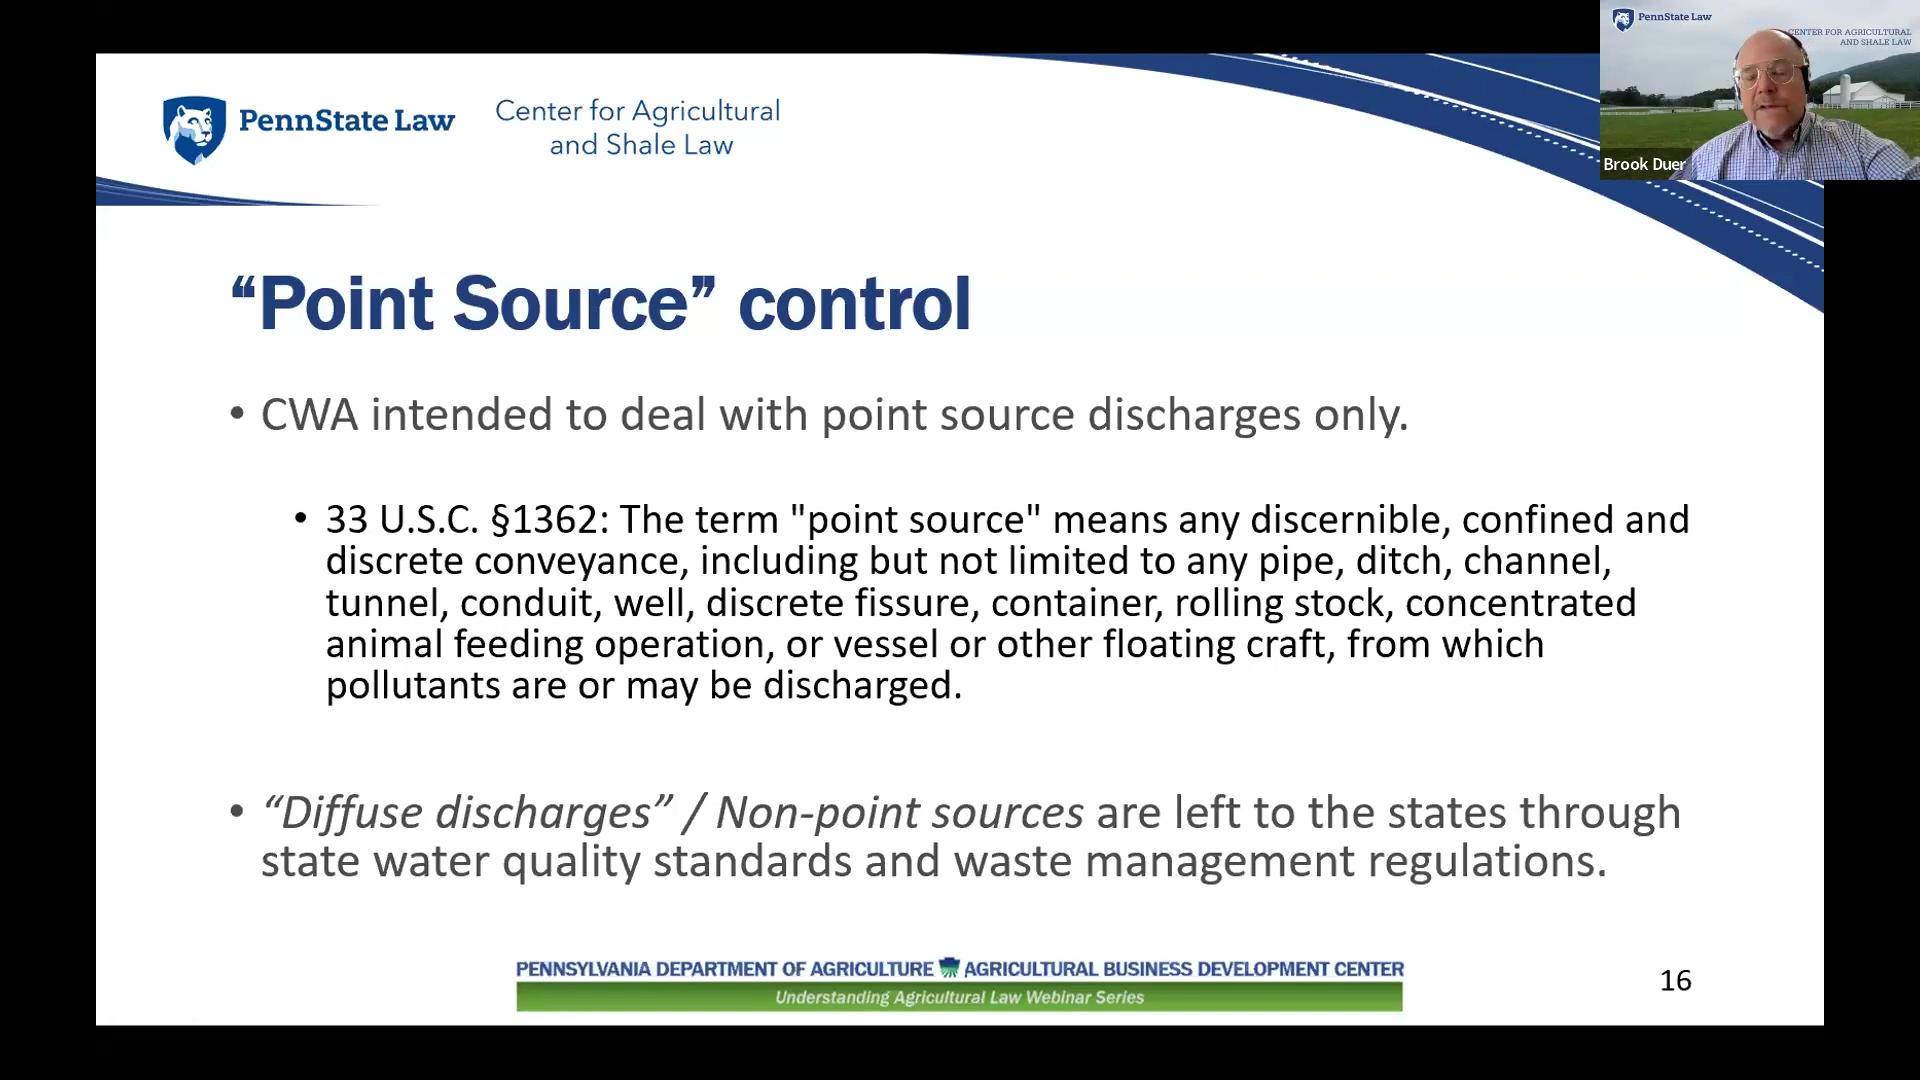 PennState Law
CENTER FOR AGRICULTURAL
AND SHALE LAW
Brook Duer
PennState Law
Center for Agricultural
and Shale Law
“Point Source” control
• CWA intended to deal with point source discharges only.
• 33 U.S.C. §1362: The term "point source" means any discernible, confined and
discrete conveyance, including but not limited to any pipe, ditch, channel,
tunnel, conduit, well, discrete fissure, container, rolling stock, concentrated
animal feeding operation, or vessel or other floating craft, from which
pollutants are or may be discharged.
• “Diffuse discharges” / Non-point sources are left to the states through
state water quality standards and waste management regulations.
PENNSYLVANIA DEPARTMENT OF AGRICULTURE AGRICULTURAL BUSINESS DEVELOPMENT CENTER
Understanding Agricultural Law Webinar Series
16